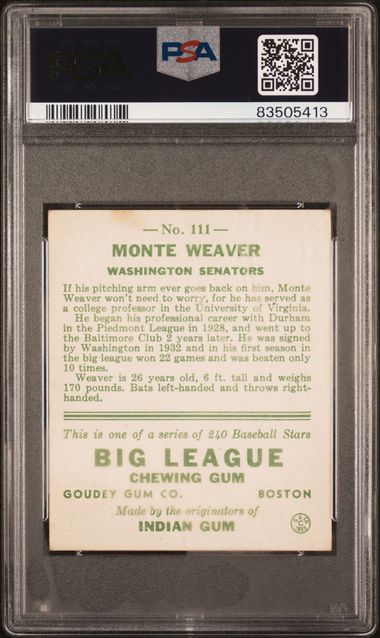 PSA
83505413
— No. 111 —
MONTE WEAVER
WASHINGTON SENATORS
If his pitching arm ever goes back on him, Monte
Weaver won't need to worry, for he has served as
a college professor in the University of Virginia.
He began his professional career with Durham
in the Piedmont League in 1928, and went up to
the Baltimore Club 2 years later. He was signed
by Washington in 1932 and in his first season in
the big league won 22 games and was beaten only
10 times.
Weaver is 26 years old, 6 ft. tall and weighs
170 pounds. Bats left-handed and throws right-
handed.
This is one of a series of 240 Baseball Stars
BIG LEAGUE
CHEWING GUM
GOUDEY GUM CO. BOSTON
Made by the originators of
INDIAN GUM